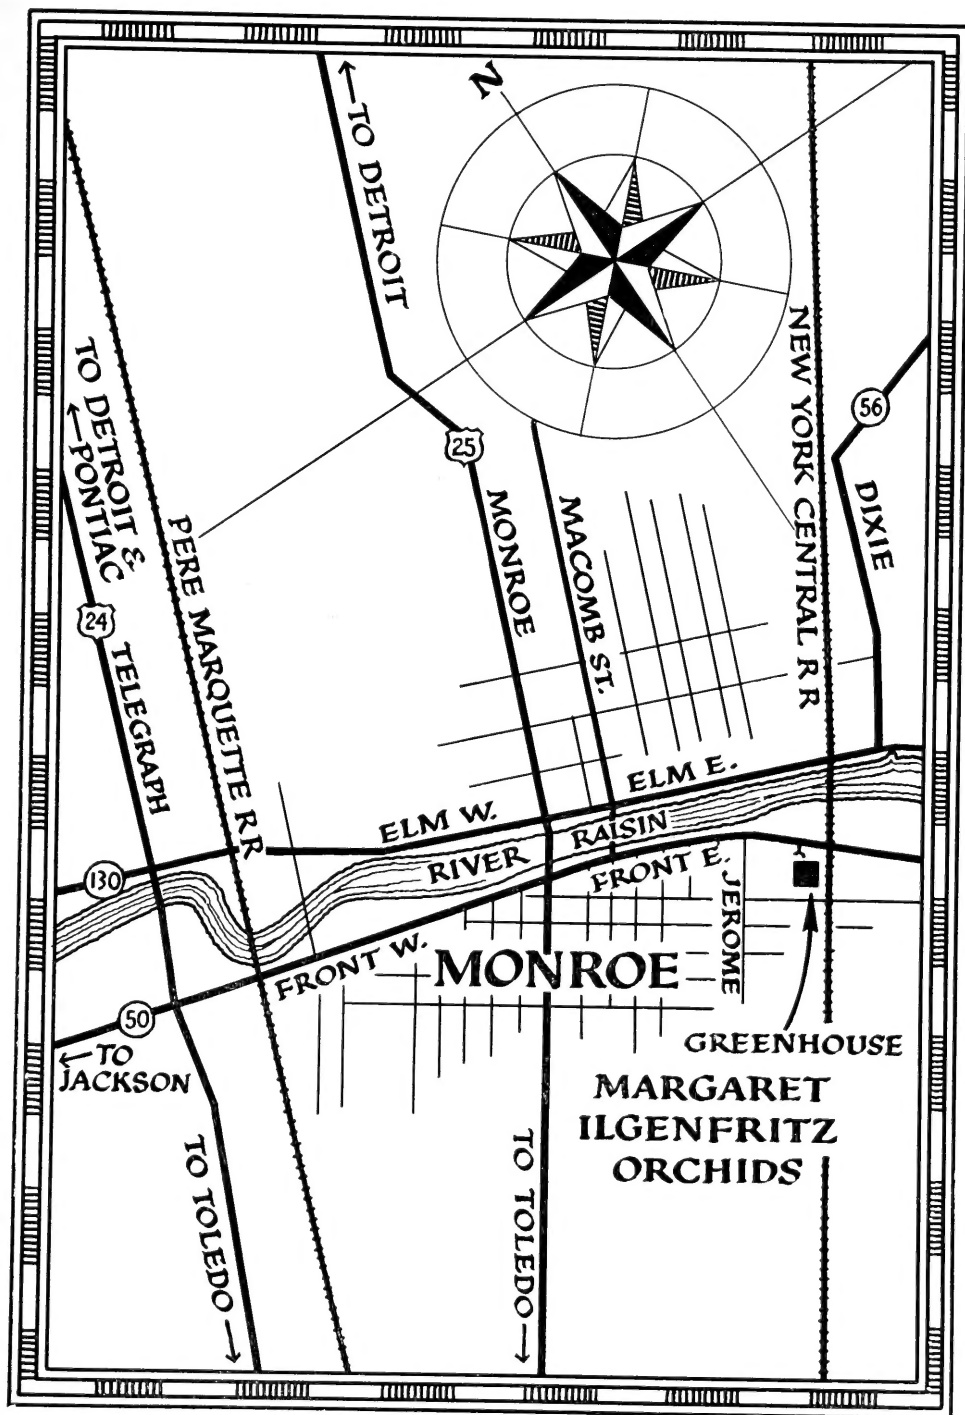 N
←TO DETROIT
TO DETROIT &
←PONTIAC
25
56
NEW YORK CENTRAL R R
DIXIE
MONROE
MACOMB ST.
PERE MARQUETTE R R
24
TELEGRAPH
ELM W.
ELM E.
RIVER RAISIN
130
FRONT W.
FRONT E.
JEROME
MONROE
50
←TO
JACKSON
GREENHOUSE
MARGARET
ILGENFRITZ
ORCHIDS
TO TOLEDO→
TO TOLEDO→